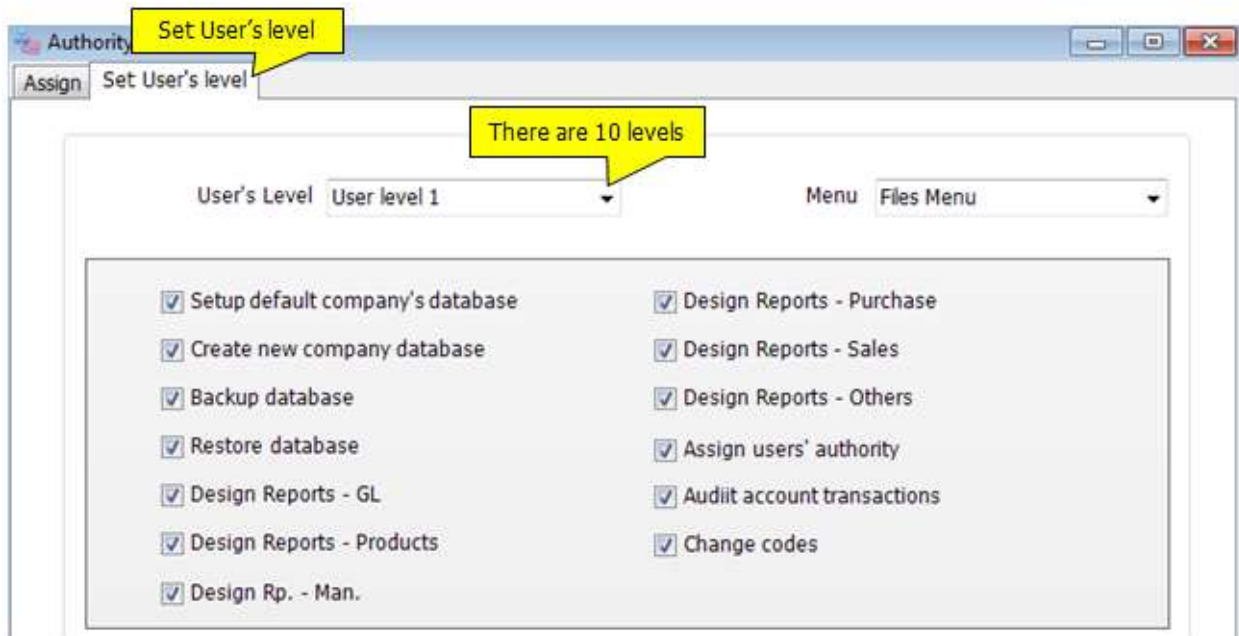 Set User's level
Authority
Assign Set User's level
There are 10 levels
User's Level User level 1 Menu Files Menu
Setup default company's database
Create new company database
Backup database
Restore database
Design Reports - GL
Design Reports - Products
Design Rp. - Man.
Design Reports - Purchase
Design Reports - Sales
Design Reports - Others
Assign users' authority
Audiit account transactions
Change codes